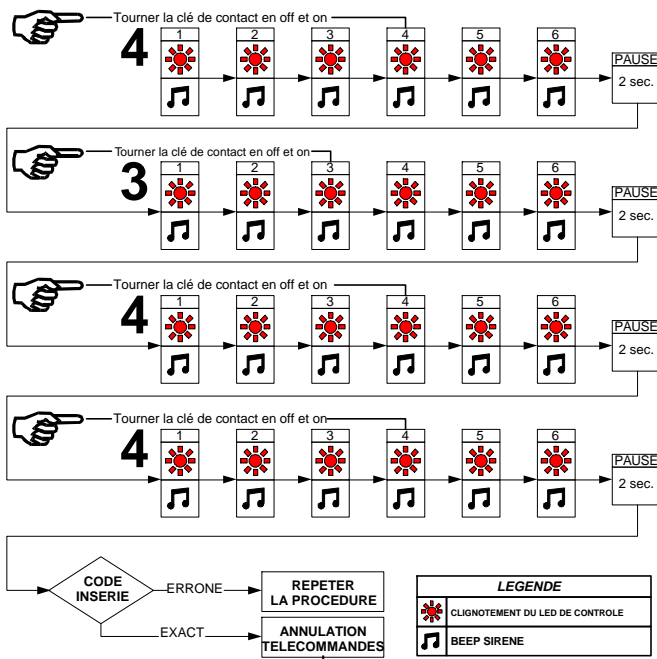 Tourner la clé de contact en off et on
4
1 2 3 4 5 6
PAUSE
2 sec.
Tourner la clé de contact en off et on
3
1 2 3 4 5 6
PAUSE
2 sec.
Tourner la clé de contact en off et on
4
1 2 3 4 5 6
PAUSE
2 sec.
Tourner la clé de contact en off et on
4
1 2 3 4 5 6
PAUSE
2 sec.
CODE
INSERIE
ERRONE
REPETER
LA PROCEDURE
EXACT
ANNULATION
TELECOMMANDES
LEGENDE
CLIGNOTEMENT DU LED DE CONTROLE
BEEP SIRENE